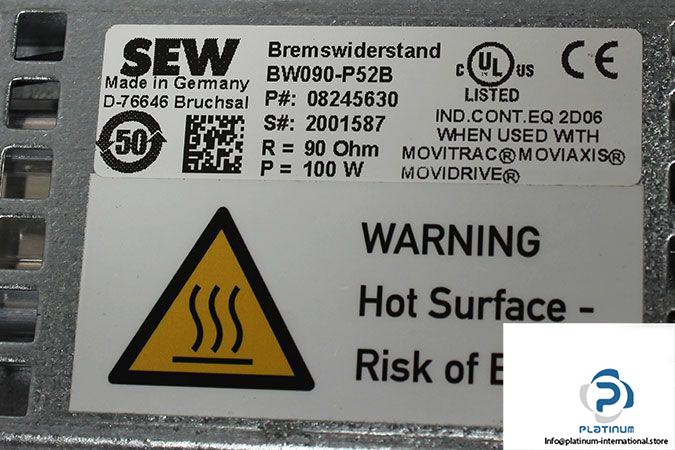 SEW
Made in Germany
D-76646 Bruchsal
50
Bremswiderstand
BW090-P52B
P#: 08245630
S#: 2001587
R = 90 Ohm
P = 100 W
C UL US
LISTED
CE
IND.CONT.EQ 2D06
WHEN USED WITH
MOVITRAC® MOVIAXIS®
MOVIDRIVE®
WARNING
Hot Surface -
Risk of
PLATINUM
Info@platinum-international.store